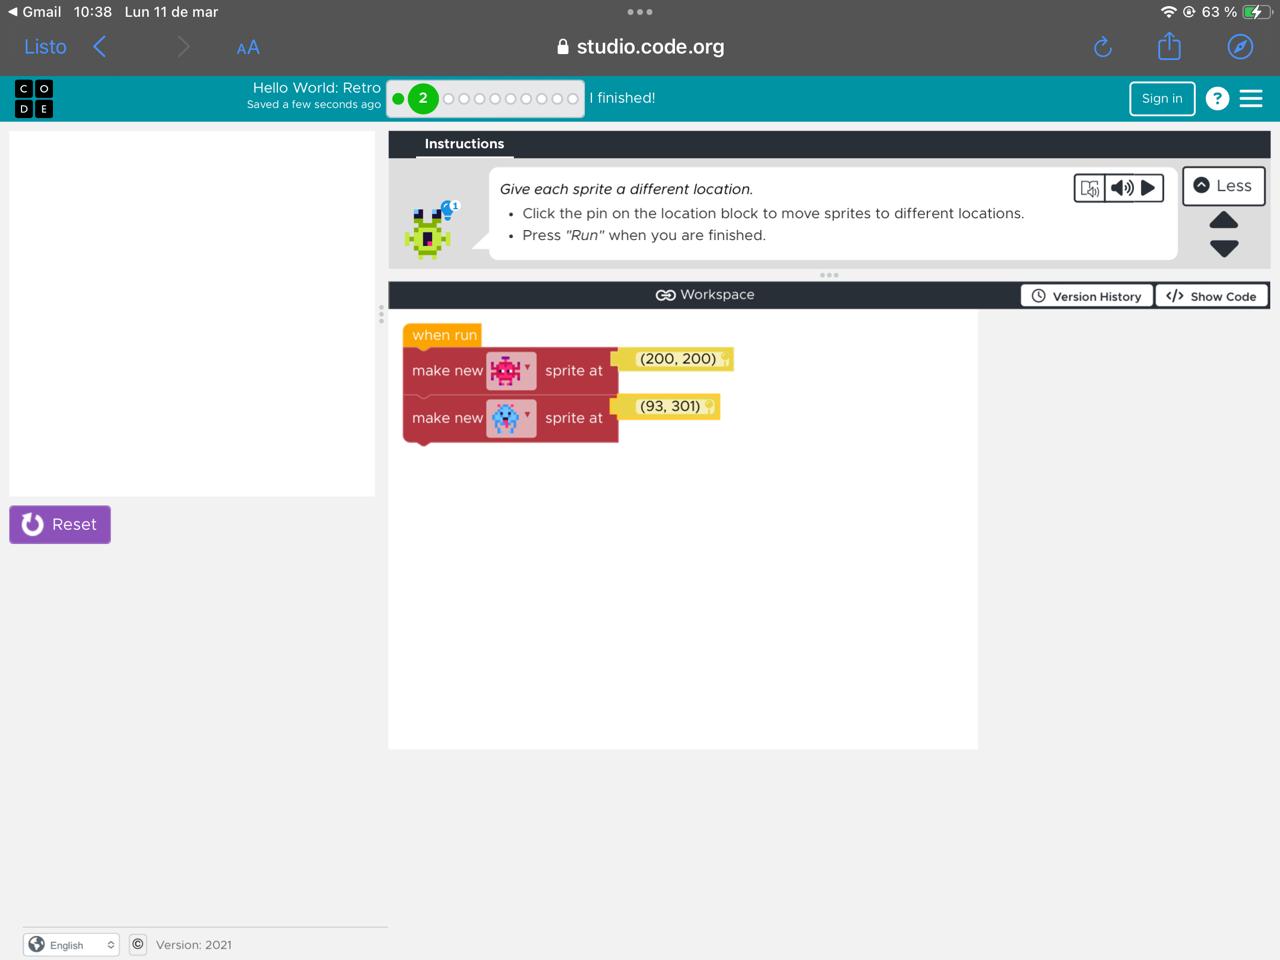 Gmail 10:38 Lun 11 de mar
63 %
Listo
AA
studio.code.org
C O
D E
Hello World: Retro
Saved a few seconds ago
2
I finished!
Sign in
?
Instructions
Give each sprite a different location.
• Click the pin on the location block to move sprites to different locations.
• Press "Run" when you are finished.
1
Less
Workspace
Version History
</> Show Code
when run
make new sprite at (200, 200)
make new sprite at (93, 301)
Reset
English
© Version: 2021